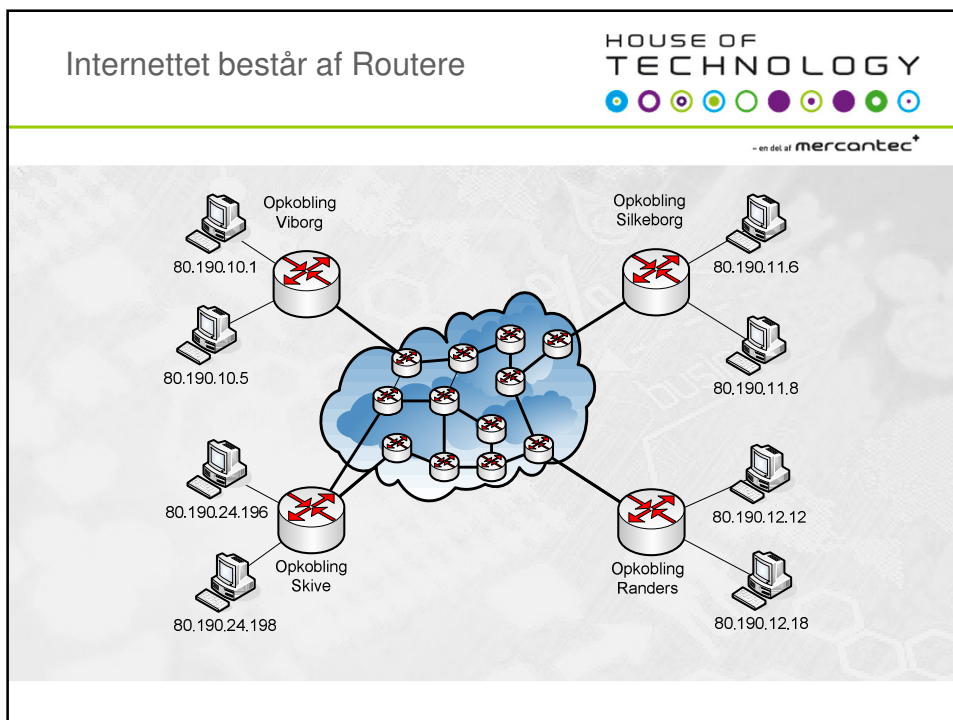 Internettet består af Routere
HOUSE OF
TECHNOLOGY
- en del af mercantec+
Opkobling
Viborg
80.190.10.1
80.190.10.5
Opkobling
Silkeborg
80.190.11.6
80.190.11.8
80.190.24.196
80.190.24.198
Opkobling
Skive
80.190.12.12
80.190.12.18
Opkobling
Randers